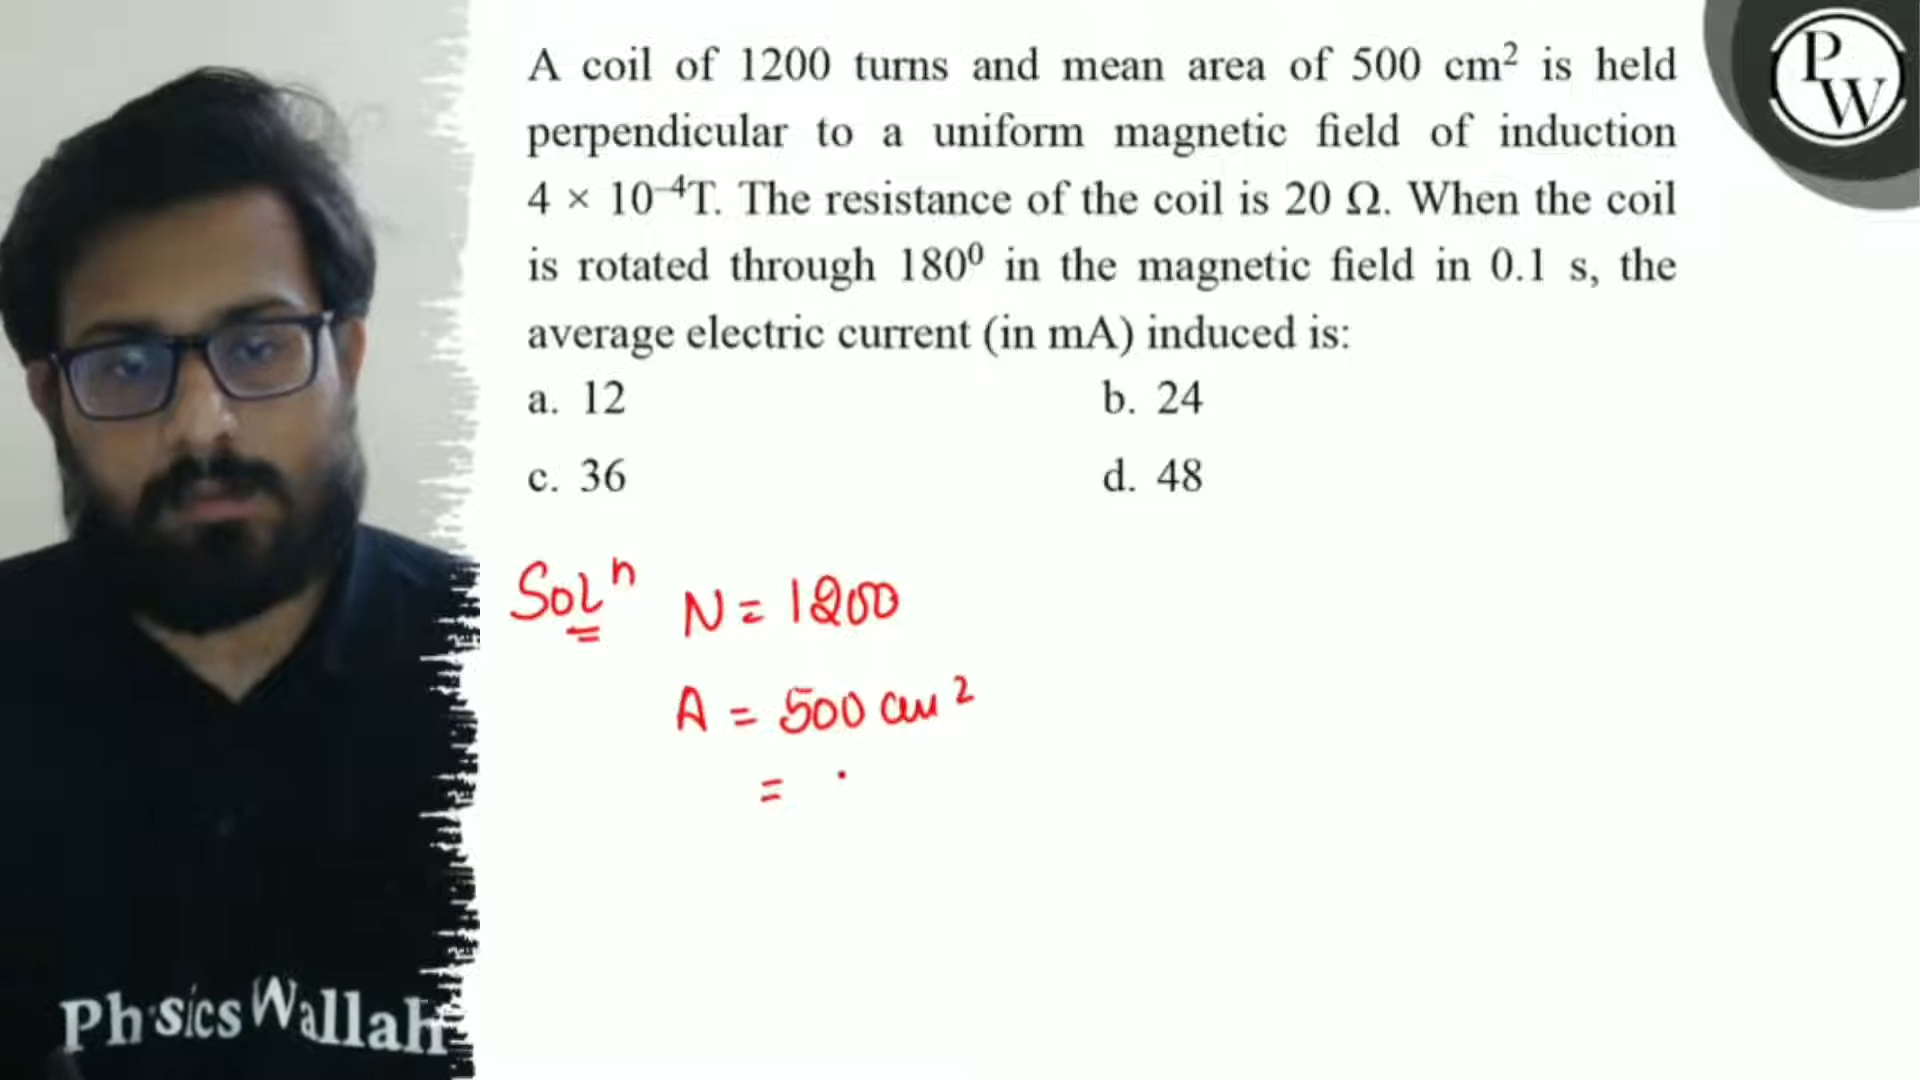 A coil of 1200 turns and mean area of 500 cm² is held
perpendicular to a uniform magnetic field of induction
4 × 10⁻⁴T. The resistance of the coil is 20 Ω. When the coil
is rotated through 180⁰ in the magnetic field in 0.1 s, the
average electric current (in mA) induced is:
a. 12 b. 24
c. 36 d. 48
Solⁿ N = 1200
A = 500 cm²
= .
PW
PhysicsWallah